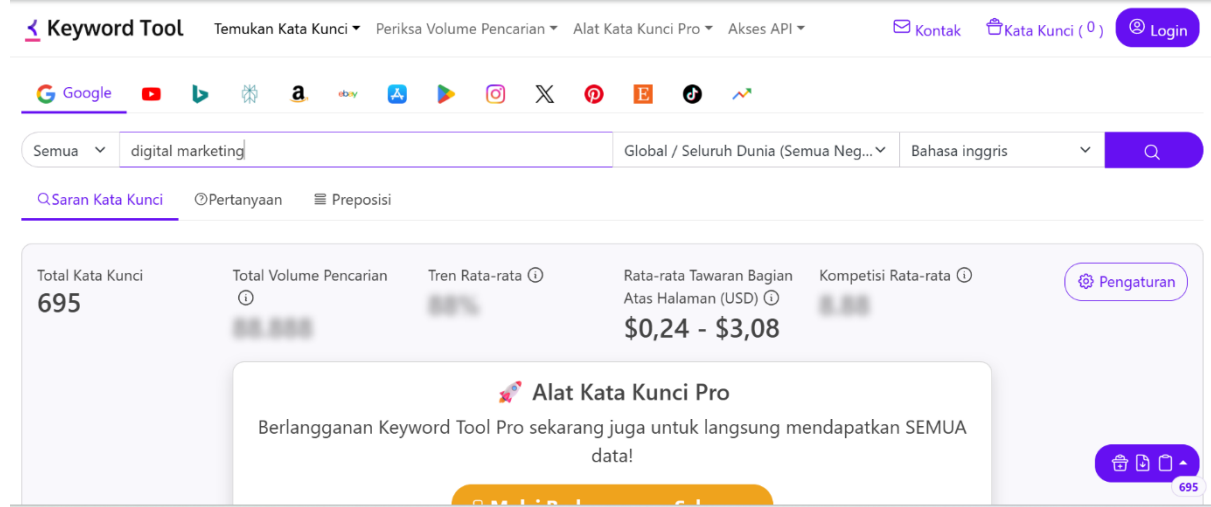 Keyword Tool Temukan Kata Kunci Periksa Volume Pencarian Alat Kata Kunci Pro Akses API Kontak Kata Kunci ( 0 ) Login
Google
Semua digital marketing Global / Seluruh Dunia (Semua Neg... Bahasa inggris
Saran Kata Kunci Pertanyaan Preposisi
Total Kata Kunci
695
Total Volume Pencarian
Tren Rata-rata
Rata-rata Tawaran Bagian
Atas Halaman (USD)
$0,24 - $3,08
Kompetisi Rata-rata
Pengaturan
Alat Kata Kunci Pro
Berlangganan Keyword Tool Pro sekarang juga untuk langsung mendapatkan SEMUA
data!
695